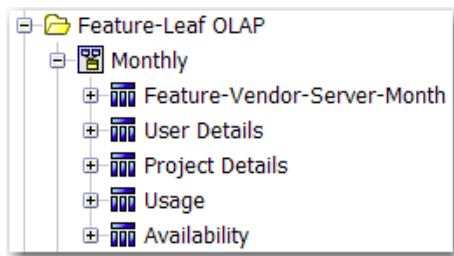 Feature-Leaf OLAP
Monthly
Feature-Vendor-Server-Month
User Details
Project Details
Usage
Availability